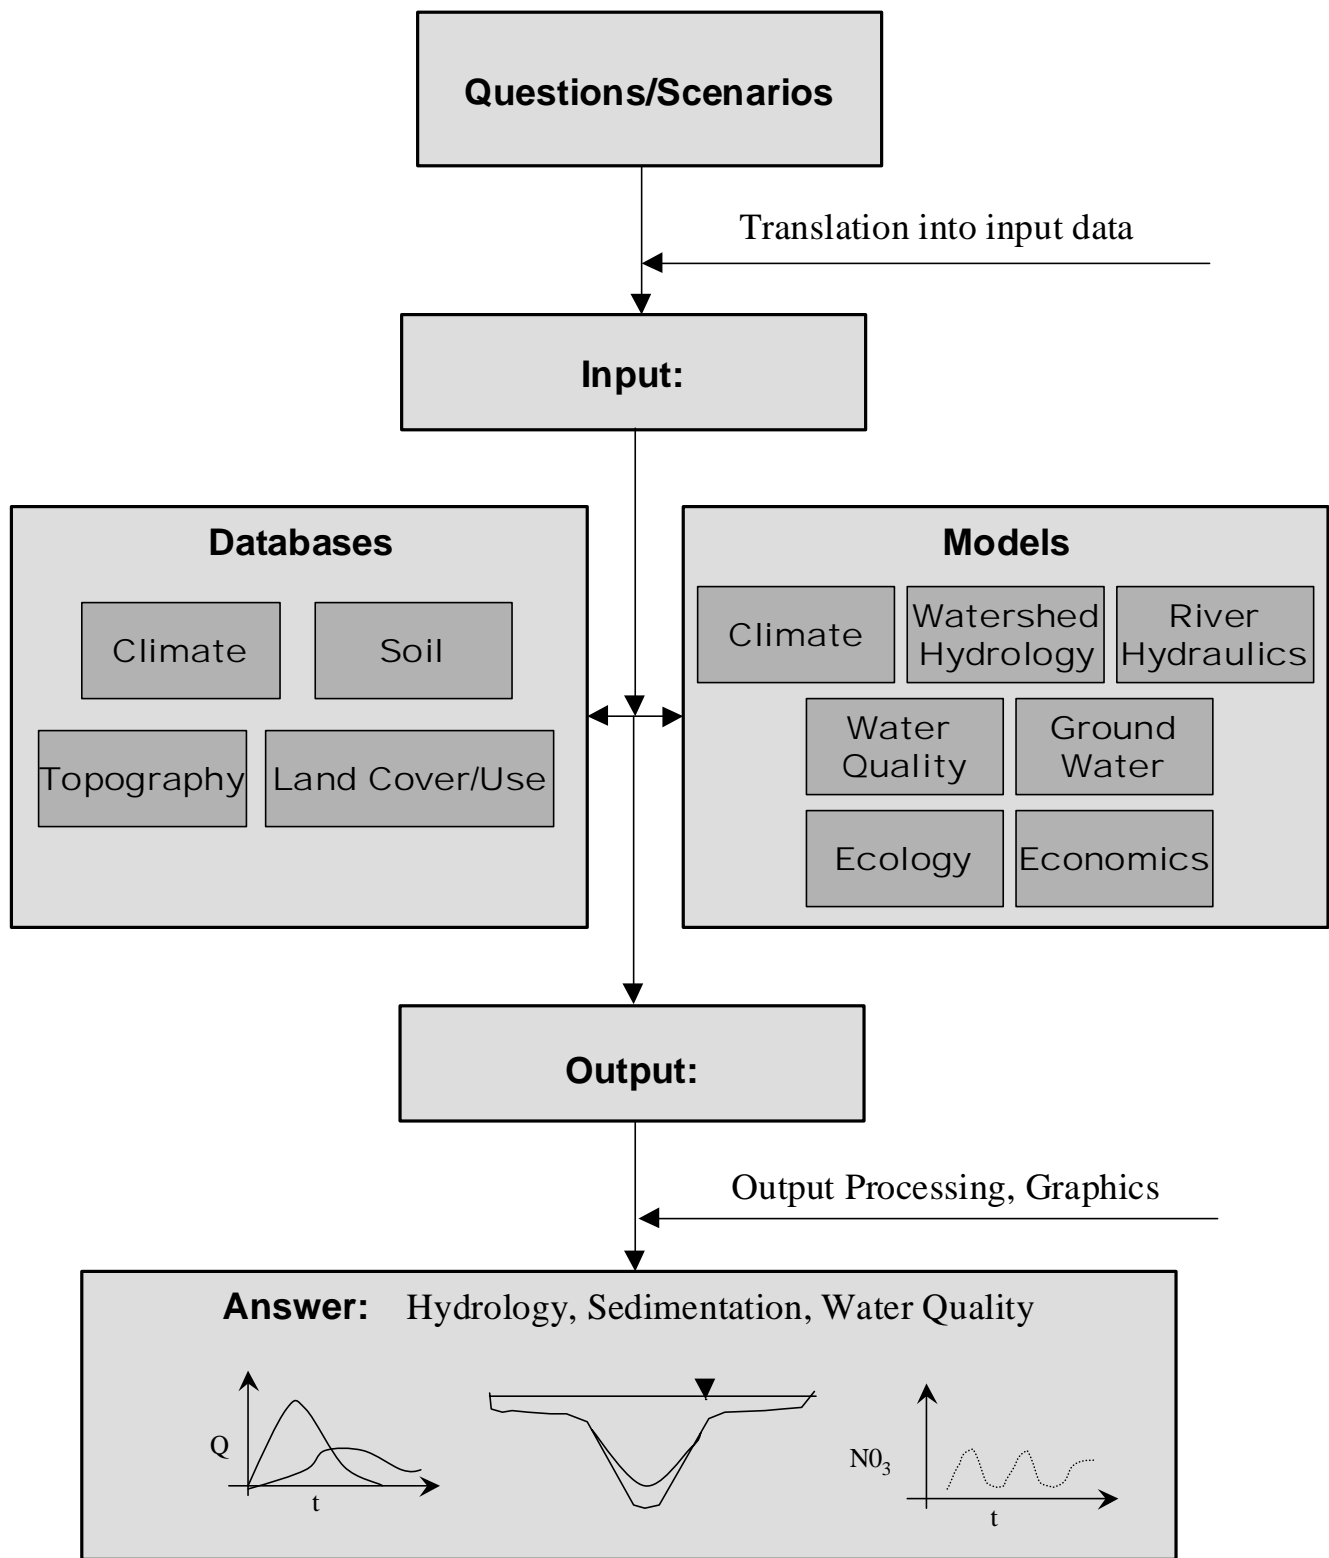 Questions/Scenarios
Translation into input data
Input:
Databases
Climate
Soil
Topography
Land Cover/Use
Models
Climate
Watershed
Hydrology
River
Hydraulics
Water
Quality
Ground
Water
Ecology
Economics
Output:
Output Processing, Graphics
Answer: Hydrology, Sedimentation, Water Quality
Q
t
N0₃
t